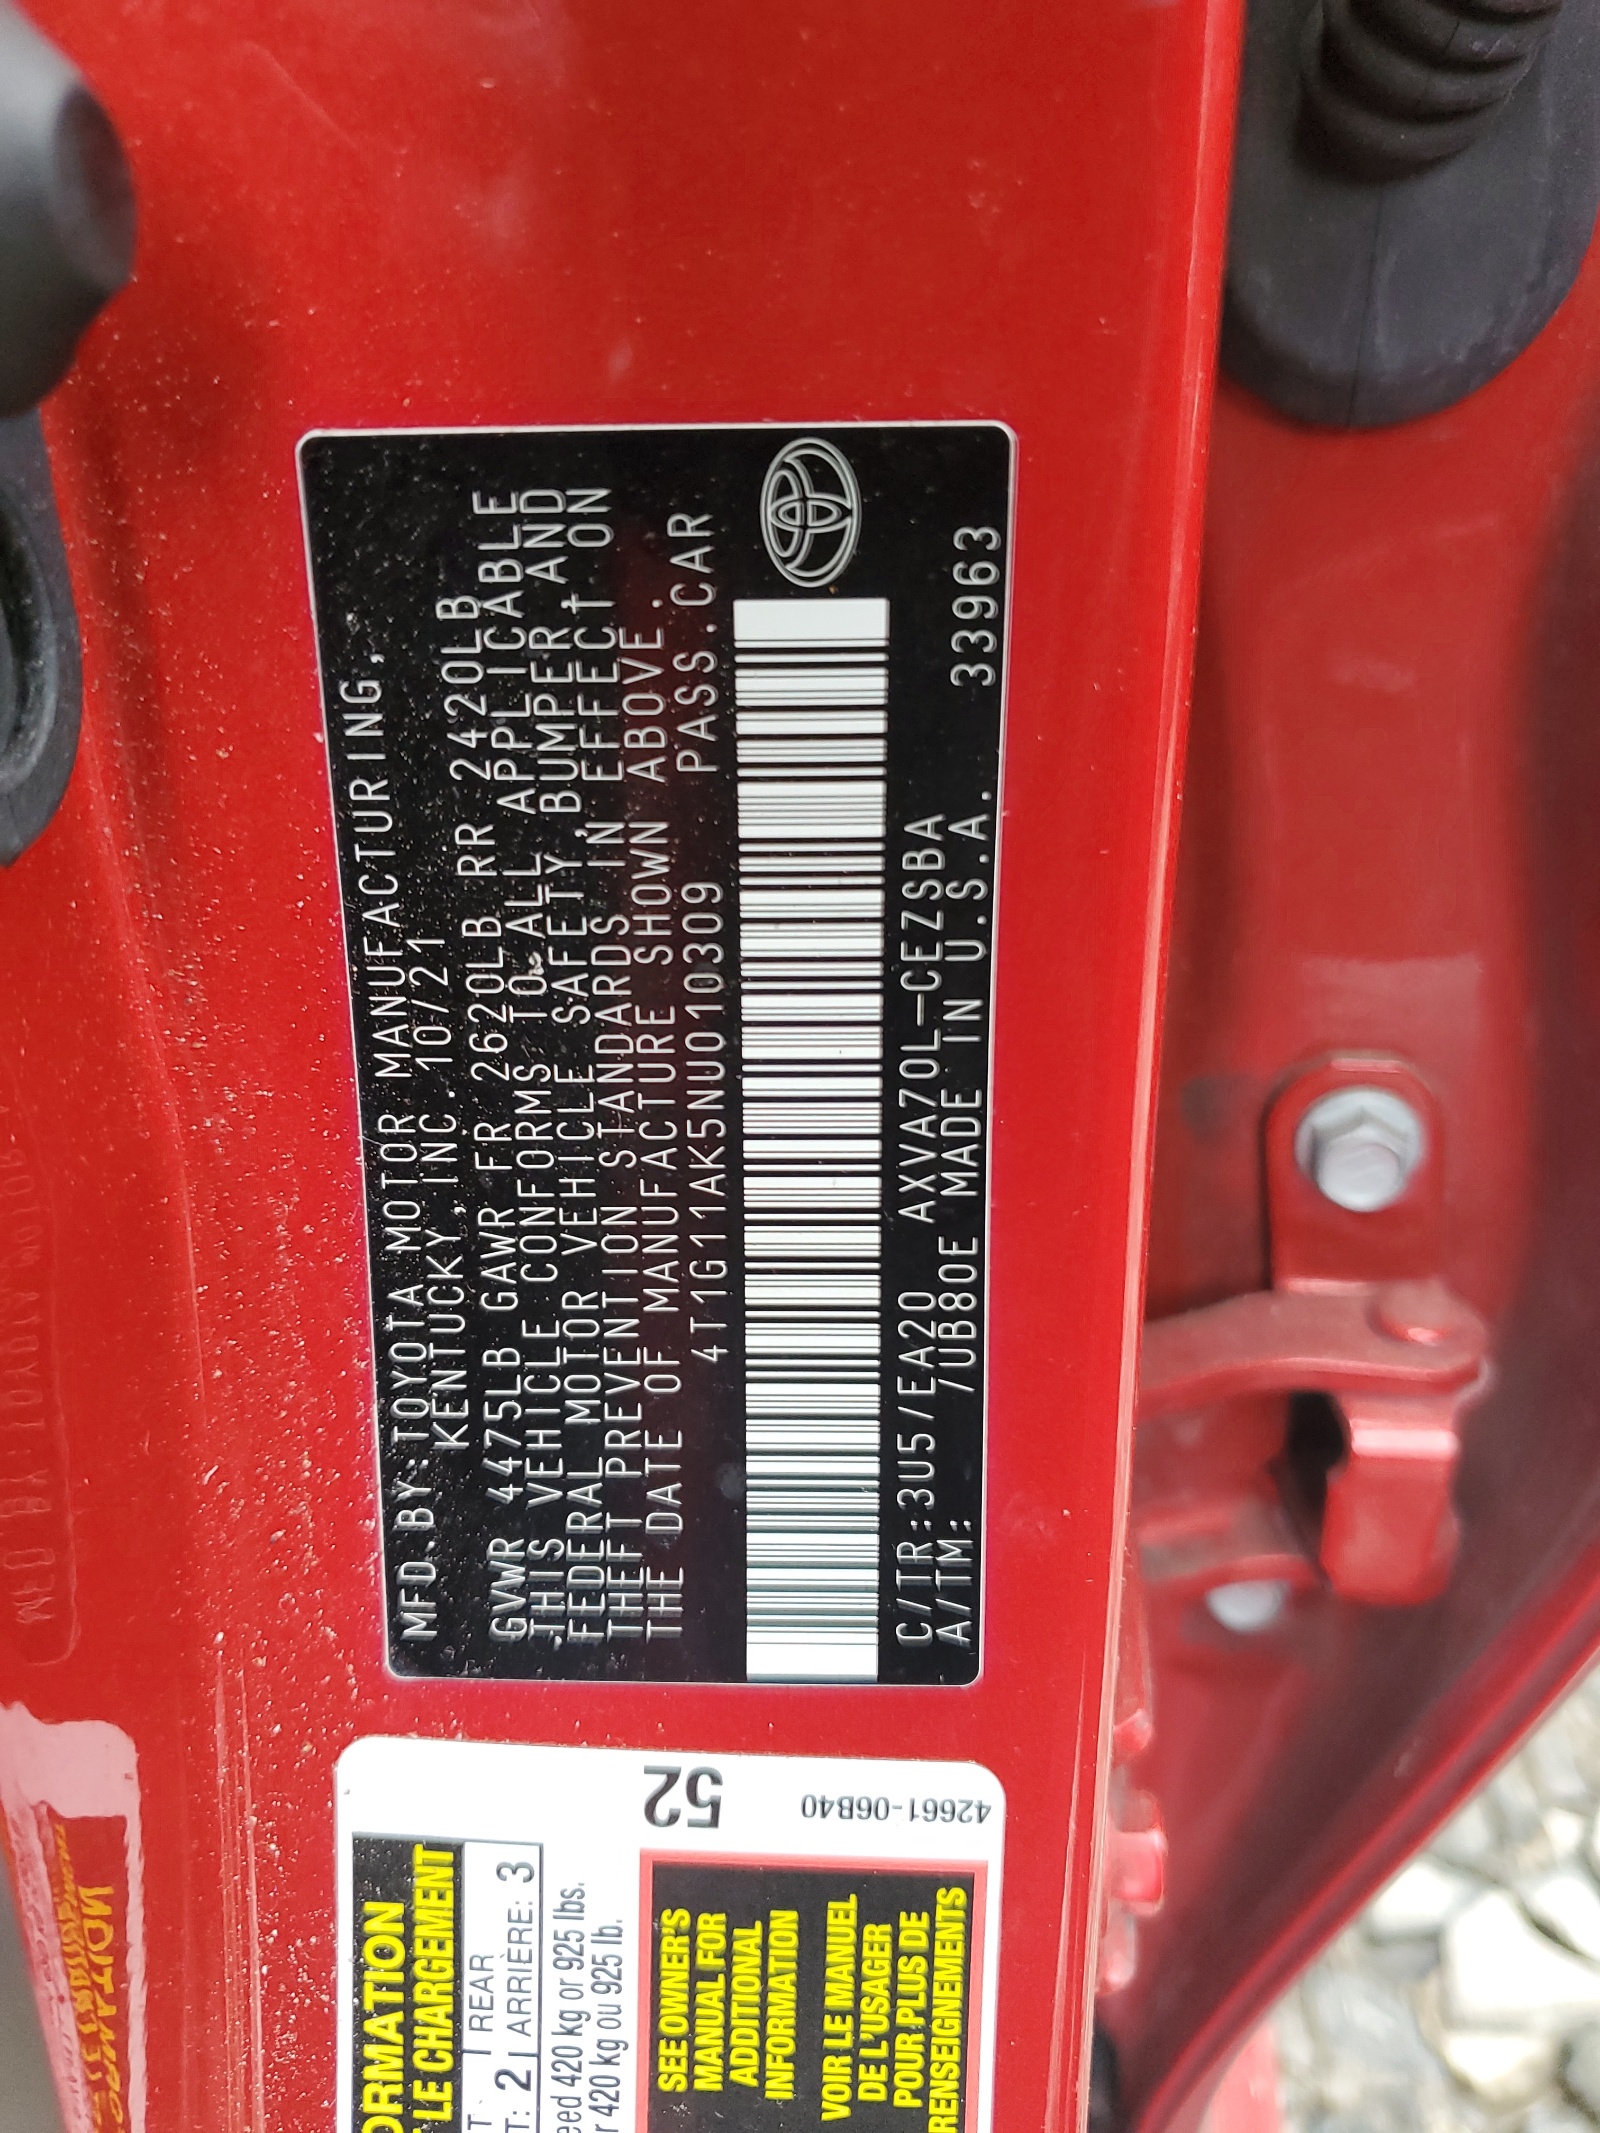 MFD.BY:TOYOTA MOTOR MANUFACTURING,
KENTUCKY,INC. 10/21
GVWR 4475LB GAWR FR 2620LB RR 2420LB
THIS VEHICLE CONFORMS TO ALL APPLICABLE
FEDERAL MOTOR VEHICLE SAFETY,BUMPER,AND
THEFT PREVENTION STANDARDS IN EFFECT ON
THE DATE OF MANUFACTURE SHOWN ABOVE.
4T1G11AK5NU010309 PASS.CAR
C/TR:3U5/EA20 AXVA70L-CEZSBA
A/TM: /UB80E MADE IN U.S.A. 33963
52
42661-06B40
ORMATION
LE CHARGEMENT
REAR
2 ARRIÈRE: 3
eed 420 kg or 925 lbs.
r 420 kg ou 925 lb.
SEE OWNER'S
MANUAL FOR
ADDITIONAL
INFORMATION
VOIR LE MANUEL
DE L'USAGER
POUR PLUS DE
RENSEIGNEMENTS